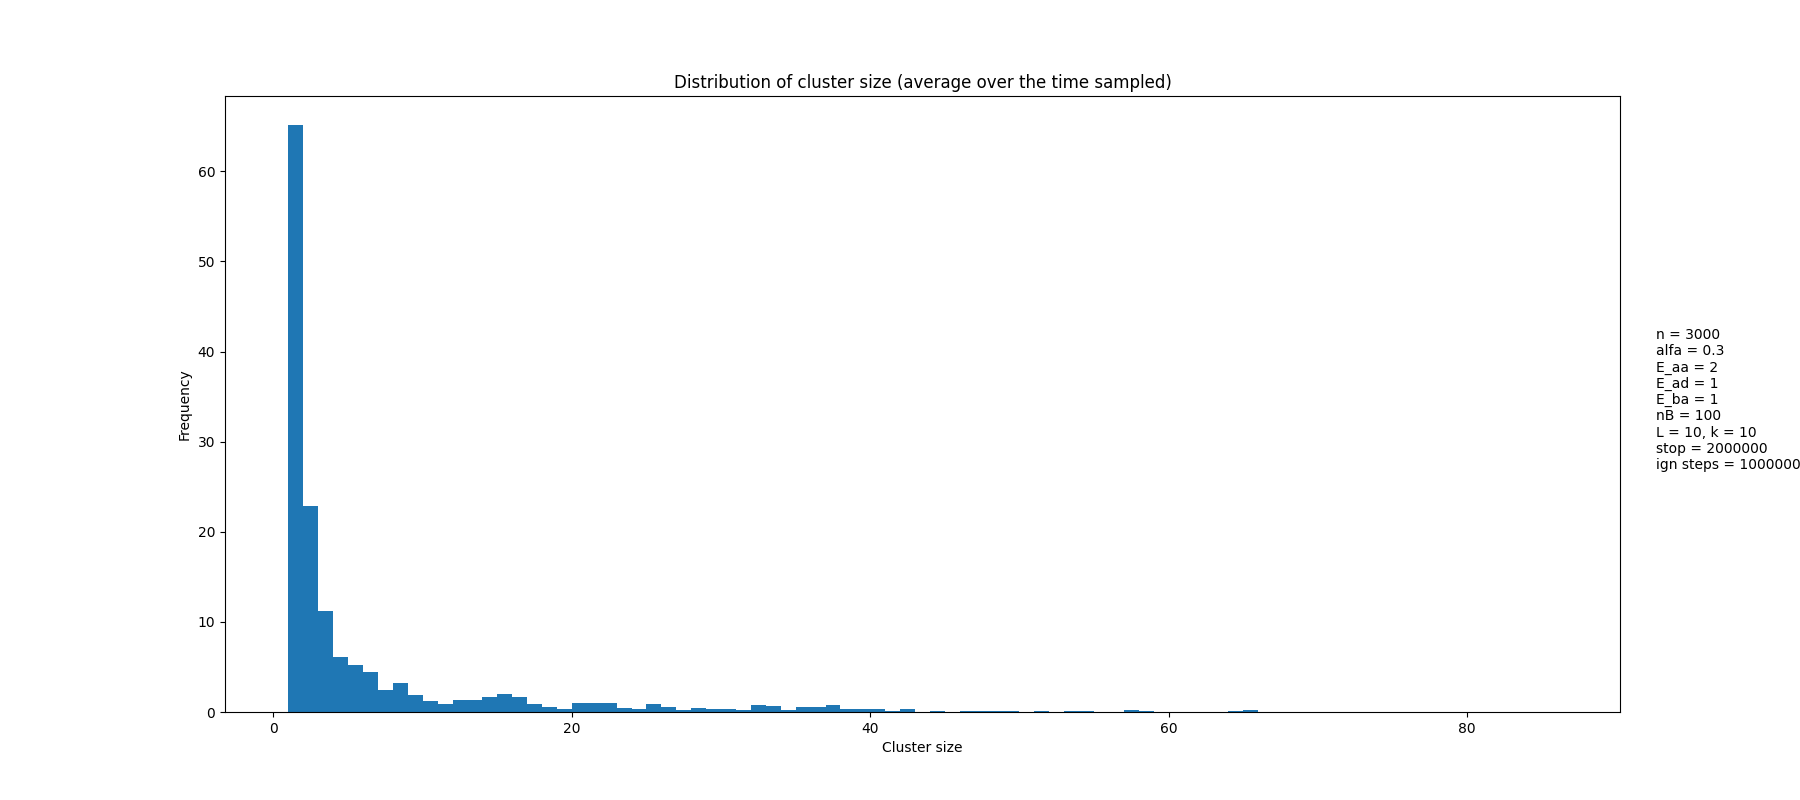 Distribution of cluster size (average over the time sampled)
60
50
40
30
20
10
0
Frequency
0 20 40 60 80
Cluster size
n = 3000
alfa = 0.3
E_aa = 2
E_ad = 1
E_ba = 1
nB = 100
L = 10, k = 10
stop = 2000000
ign steps = 1000000